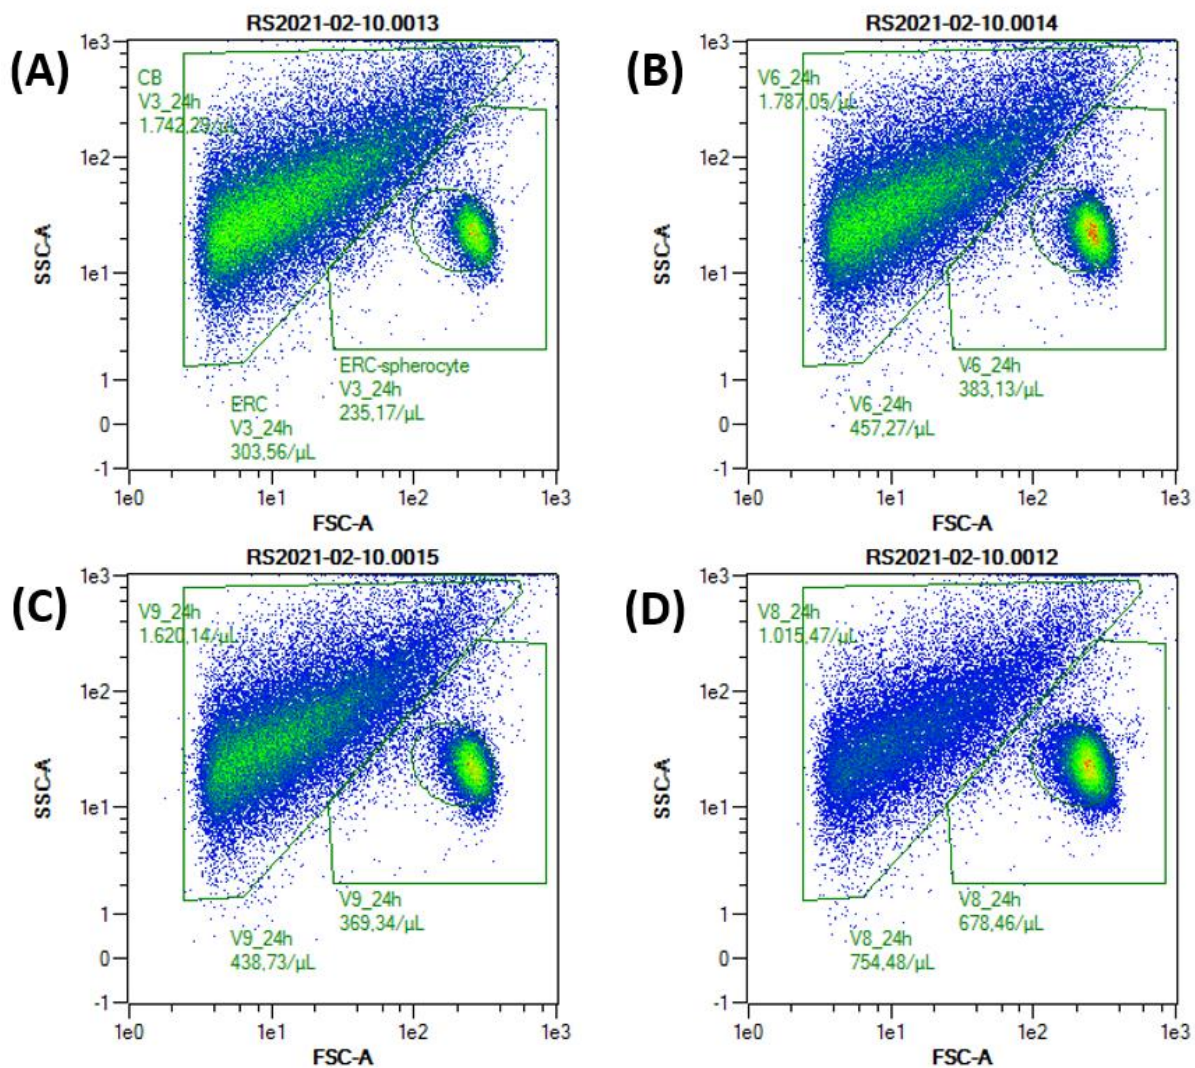 RS2021-02-10.0013
(A)
1e3
CB
V3_24h
1.742,29/µL
1e2
SSC-A
1e1
ERC-spherocyte
V3_24h
235,17/µL
1
ERC
V3_24h
303,56/µL
0
-1
1e0 1e1 1e2 1e3
FSC-A
RS2021-02-10.0014
(B)
1e3
V6_24h
1.787,05/µL
1e2
SSC-A
1e1
V6_24h
383,13/µL
1
V6_24h
457,27/µL
0
-1
1e0 1e1 1e2 1e3
FSC-A
RS2021-02-10.0015
(C)
1e3
V9_24h
1.620,14/µL
1e2
SSC-A
1e1
V9_24h
369,34/µL
1
V9_24h
438,73/µL
0
-1
1e0 1e1 1e2 1e3
FSC-A
RS2021-02-10.0012
(D)
1e3
V8_24h
1.015,47/µL
1e2
SSC-A
1e1
V8_24h
678,46/µL
1
V8_24h
754,48/µL
0
-1
1e0 1e1 1e2 1e3
FSC-A